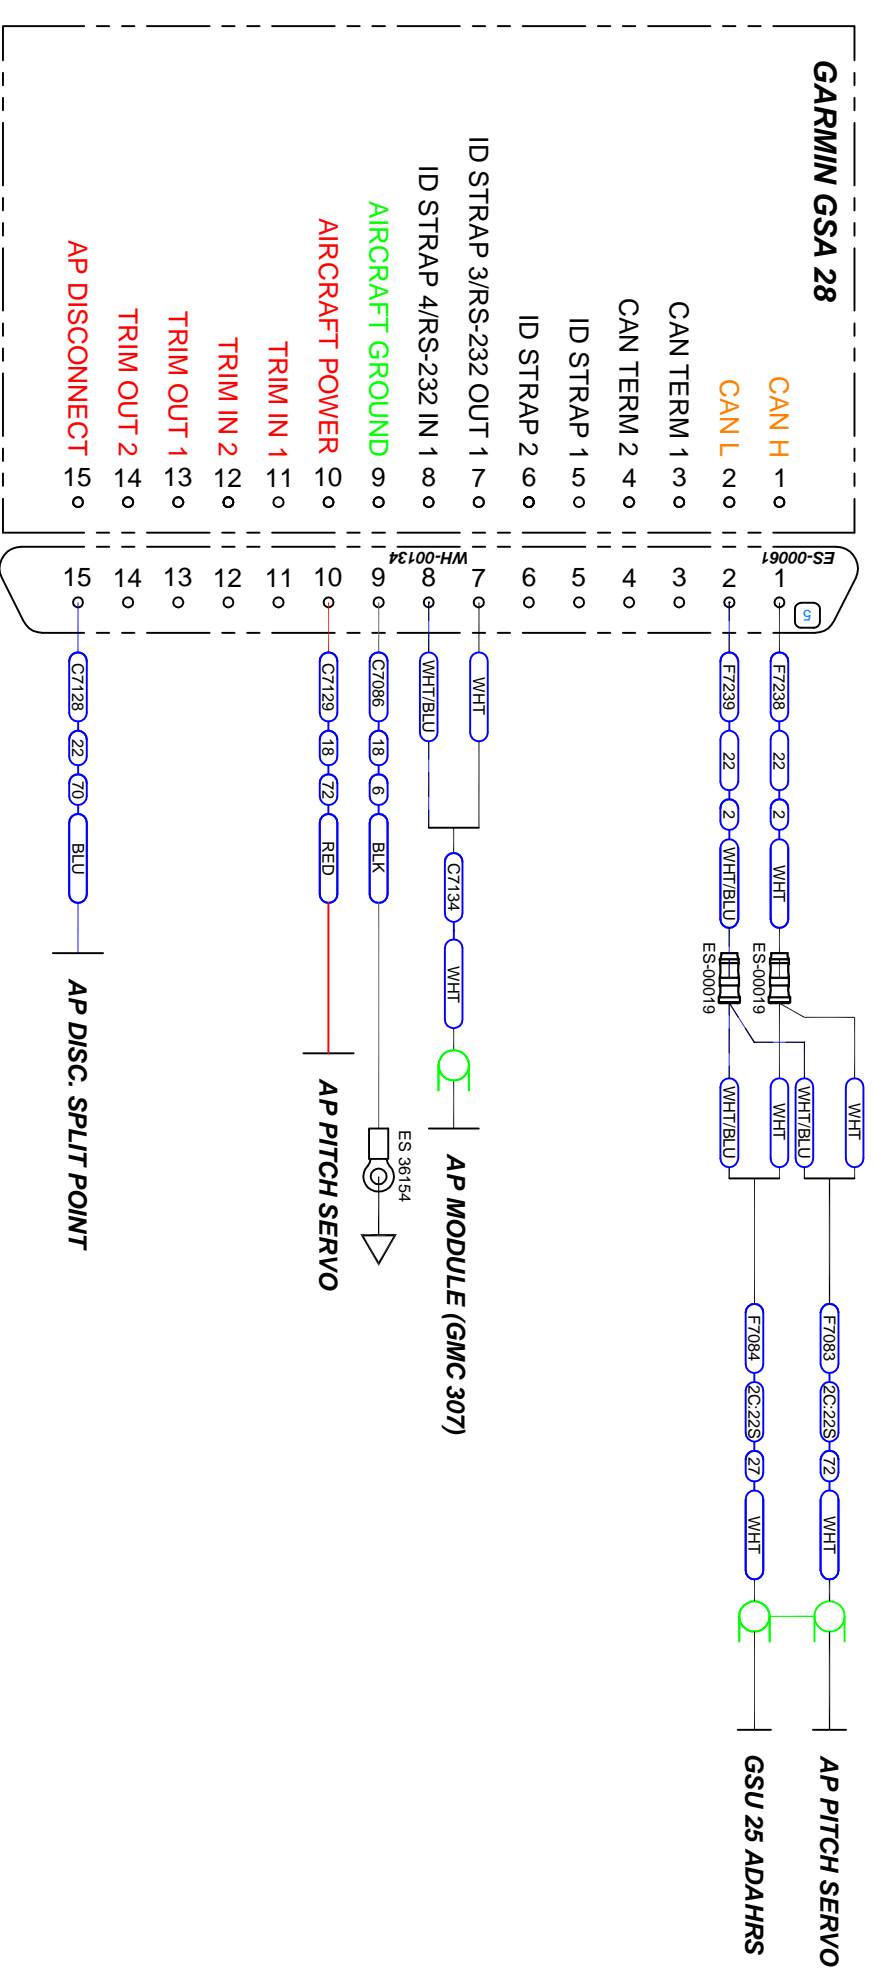 GARMIN GSA 28
CAN H 1
CAN L 2
CAN TERM 1 3
CAN TERM 2 4
ID STRAP 1 5
ID STRAP 2 6
ID STRAP 3/RS-232 OUT 1 7
ID STRAP 4/RS-232 IN 1 8
AIRCRAFT GROUND 9
AIRCRAFT POWER 10
TRIM IN 1 11
TRIM IN 2 12
TRIM OUT 1 13
TRIM OUT 2 14
AP DISCONNECT 15
ES-00061
WH-00134
5
1 F7238 22 2 WHT
ES-00019
2 F7239 22 2 WHT/BLU
ES-00019
3
4
5
6
7 WHT
8 WHT/BLU
9 C7086 18 6 BLK
10 C7129 18 72 RED
11
12
13
14
15 C7128 22 70 BLU
WHT
WHT/BLU
WHT
WHT/BLU
F7083 2C:22S 72 WHT
AP PITCH SERVO
F7084 2C:22S 27 WHT
GSU 25 ADAHRS
C7134 WHT
AP MODULE (GMC 307)
ES 36154
AP PITCH SERVO
AP DISC. SPLIT POINT